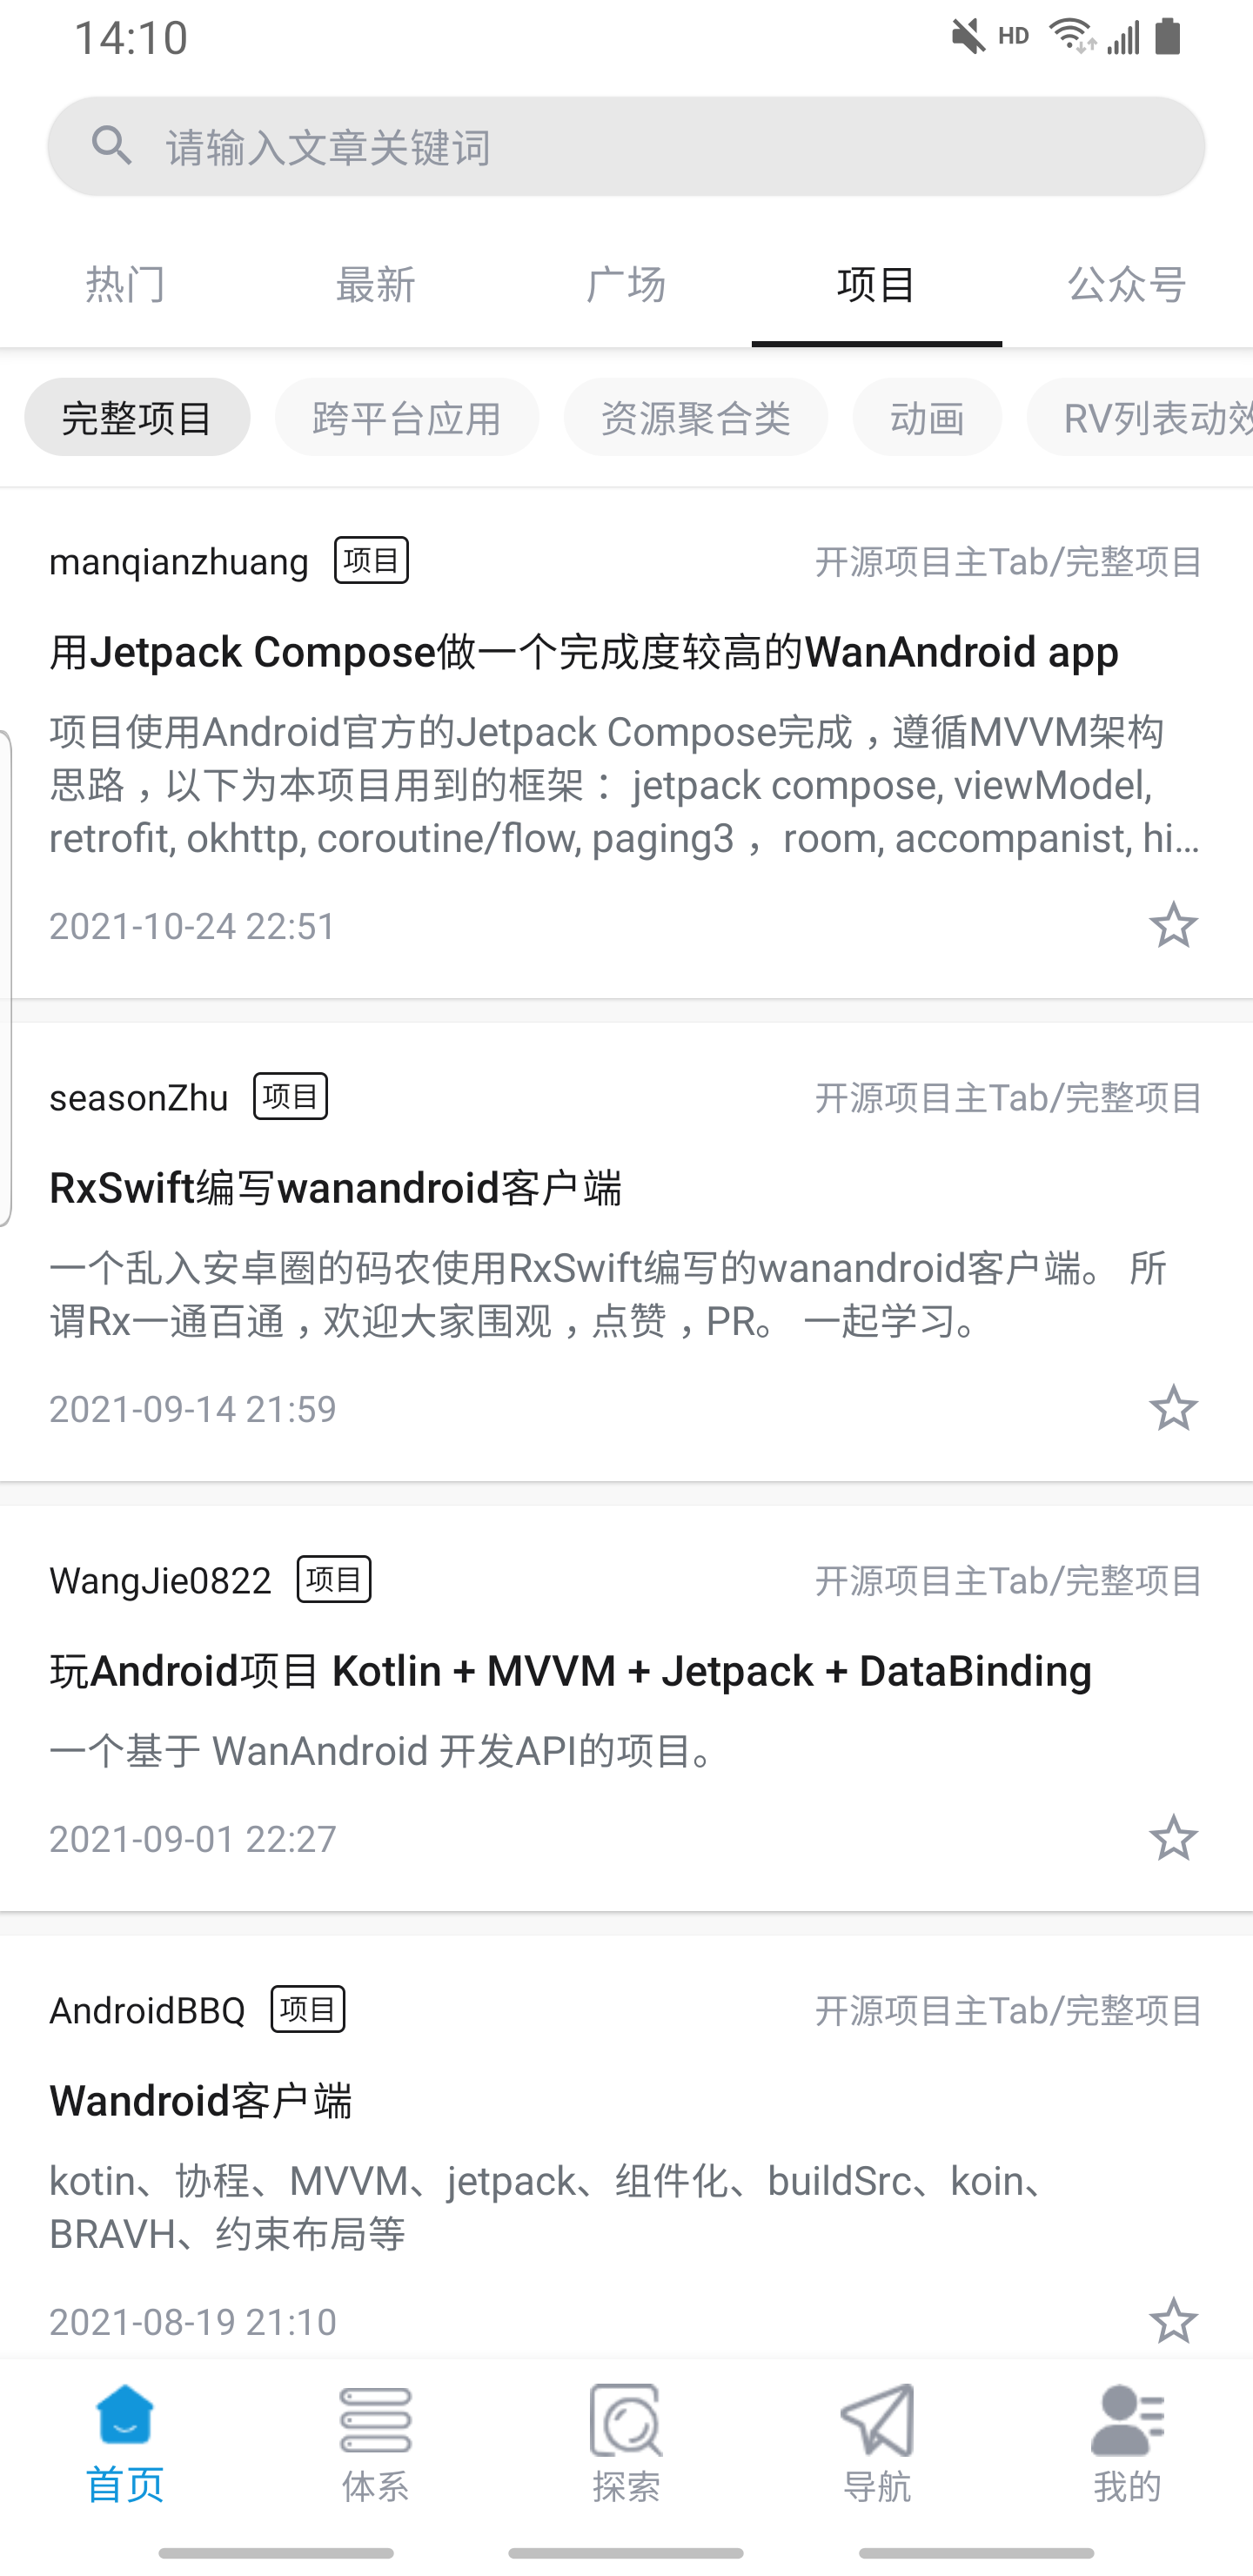 14:10
HD
请输入文章关键词
热门 最新 广场 项目 公众号
完整项目 跨平台应用 资源聚合类 动画 RV列表动效
manqianzhuang 项目 开源项目主Tab/完整项目
用Jetpack Compose做一个完成度较高的WanAndroid app
项目使用Android官方的Jetpack Compose完成，遵循MVVM架构
思路，以下为本项目用到的框架： jetpack compose, viewModel,
retrofit, okhttp, coroutine/flow, paging3， room, accompanist, hi...
2021-10-24 22:51
seasonZhu 项目 开源项目主Tab/完整项目
RxSwift编写wanandroid客户端
一个乱入安卓圈的码农使用RxSwift编写的wanandroid客户端。 所
谓Rx一通百通，欢迎大家围观，点赞，PR。 一起学习。
2021-09-14 21:59
WangJie0822 项目 开源项目主Tab/完整项目
玩Android项目 Kotlin + MVVM + Jetpack + DataBinding
一个基于 WanAndroid 开发API的项目。
2021-09-01 22:27
AndroidBBQ 项目 开源项目主Tab/完整项目
Wandroid客户端
kotin、协程、MVVM、jetpack、组件化、buildSrc、koin、
BRAVH、约束布局等
2021-08-19 21:10
首页 体系 探索 导航 我的